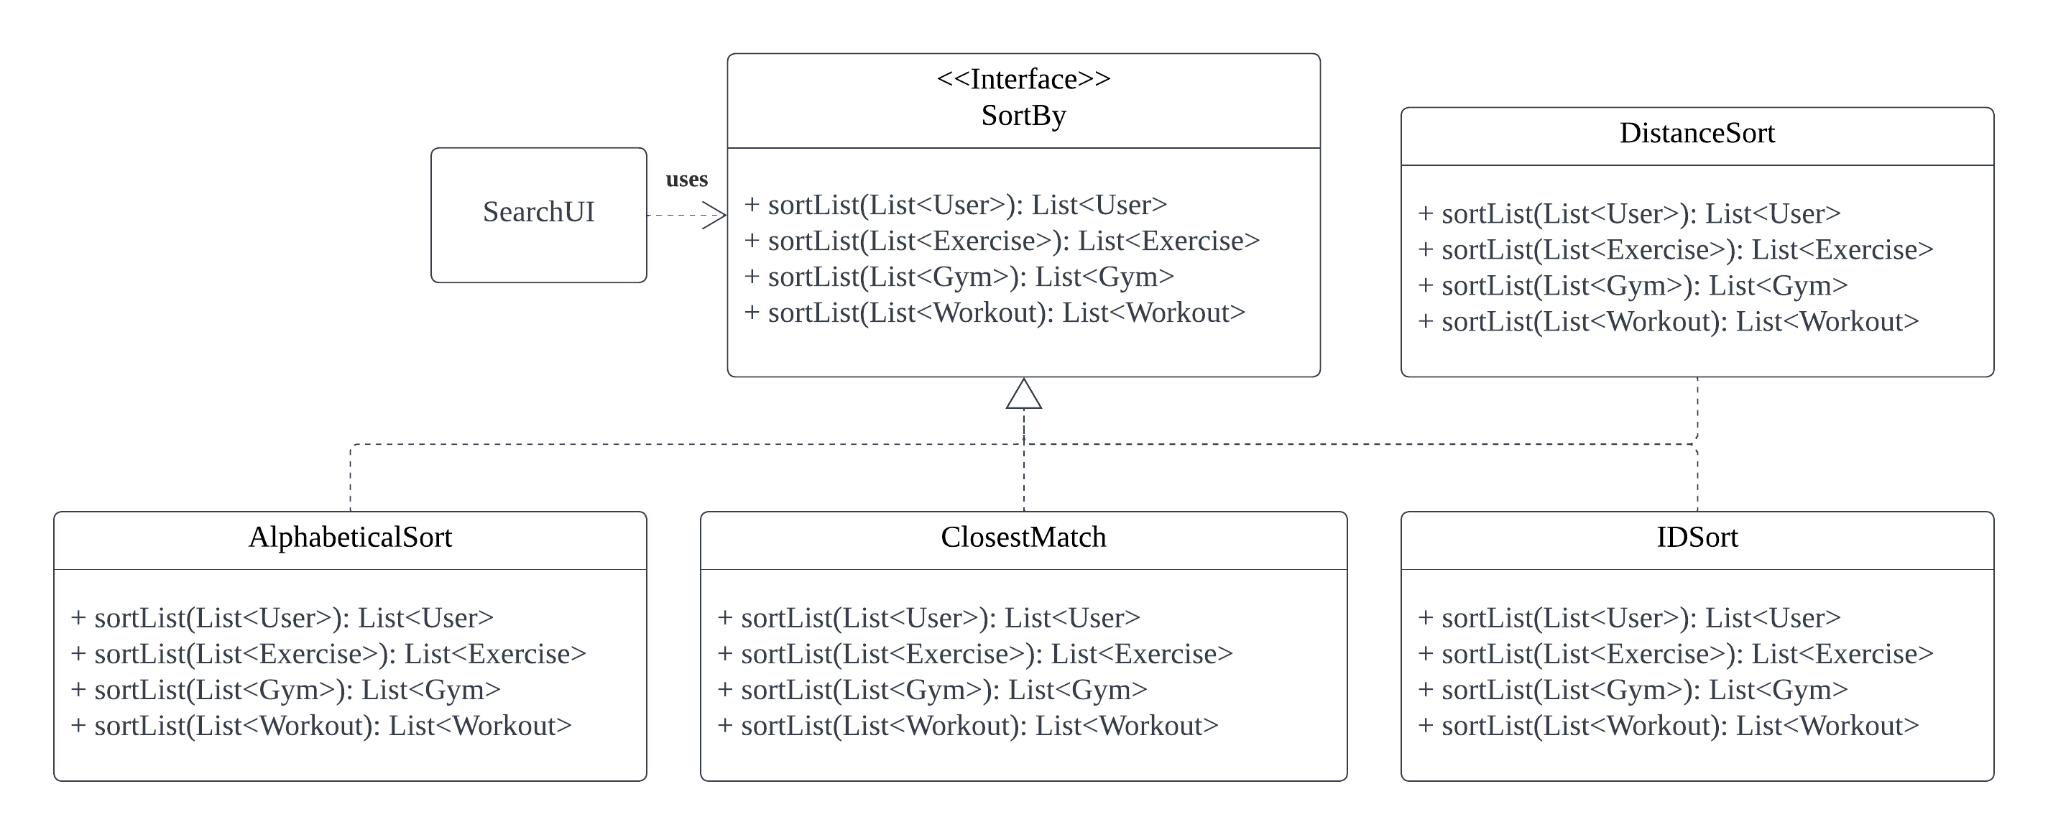 <<Interface>>
SortBy
+ sortList(List<User>): List<User>
+ sortList(List<Exercise>): List<Exercise>
+ sortList(List<Gym>): List<Gym>
+ sortList(List<Workout): List<Workout>
DistanceSort
+ sortList(List<User>): List<User>
+ sortList(List<Exercise>): List<Exercise>
+ sortList(List<Gym>): List<Gym>
+ sortList(List<Workout): List<Workout>
SearchUI
uses
AlphabeticalSort
+ sortList(List<User>): List<User>
+ sortList(List<Exercise>): List<Exercise>
+ sortList(List<Gym>): List<Gym>
+ sortList(List<Workout): List<Workout>
ClosestMatch
+ sortList(List<User>): List<User>
+ sortList(List<Exercise>): List<Exercise>
+ sortList(List<Gym>): List<Gym>
+ sortList(List<Workout): List<Workout>
IDSort
+ sortList(List<User>): List<User>
+ sortList(List<Exercise>): List<Exercise>
+ sortList(List<Gym>): List<Gym>
+ sortList(List<Workout): List<Workout>